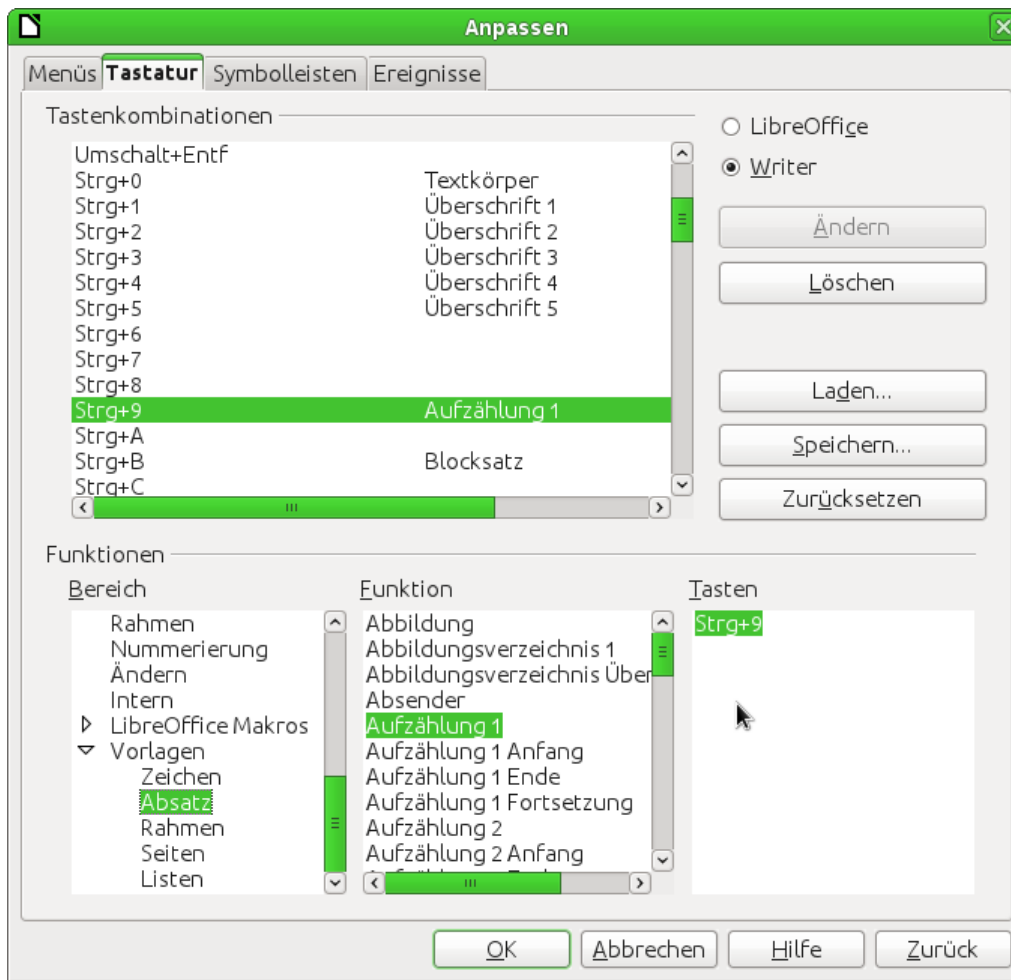 Anpassen
Menüs Tastatur Symbolleisten Ereignisse
Tastenkombinationen
Umschalt+Entf
Strg+0 Textkörper
Strg+1 Überschrift 1
Strg+2 Überschrift 2
Strg+3 Überschrift 3
Strg+4 Überschrift 4
Strg+5 Überschrift 5
Strg+6
Strg+7
Strg+8
Strg+9 Aufzählung 1
Strg+A
Strg+B Blocksatz
Strg+C
LibreOffice
Writer
Ändern
Löschen
Laden...
Speichern...
Zurücksetzen
Funktionen
Bereich
Rahmen
Nummerierung
Ändern
Intern
LibreOffice Makros
Vorlagen
Zeichen
Absatz
Rahmen
Seiten
Listen
Funktion
Abbildung
Abbildungsverzeichnis 1
Abbildungsverzeichnis Über
Absender
Aufzählung 1
Aufzählung 1 Anfang
Aufzählung 1 Ende
Aufzählung 1 Fortsetzung
Aufzählung 2
Aufzählung 2 Anfang
Tasten
Strg+9
OK Abbrechen Hilfe Zurück